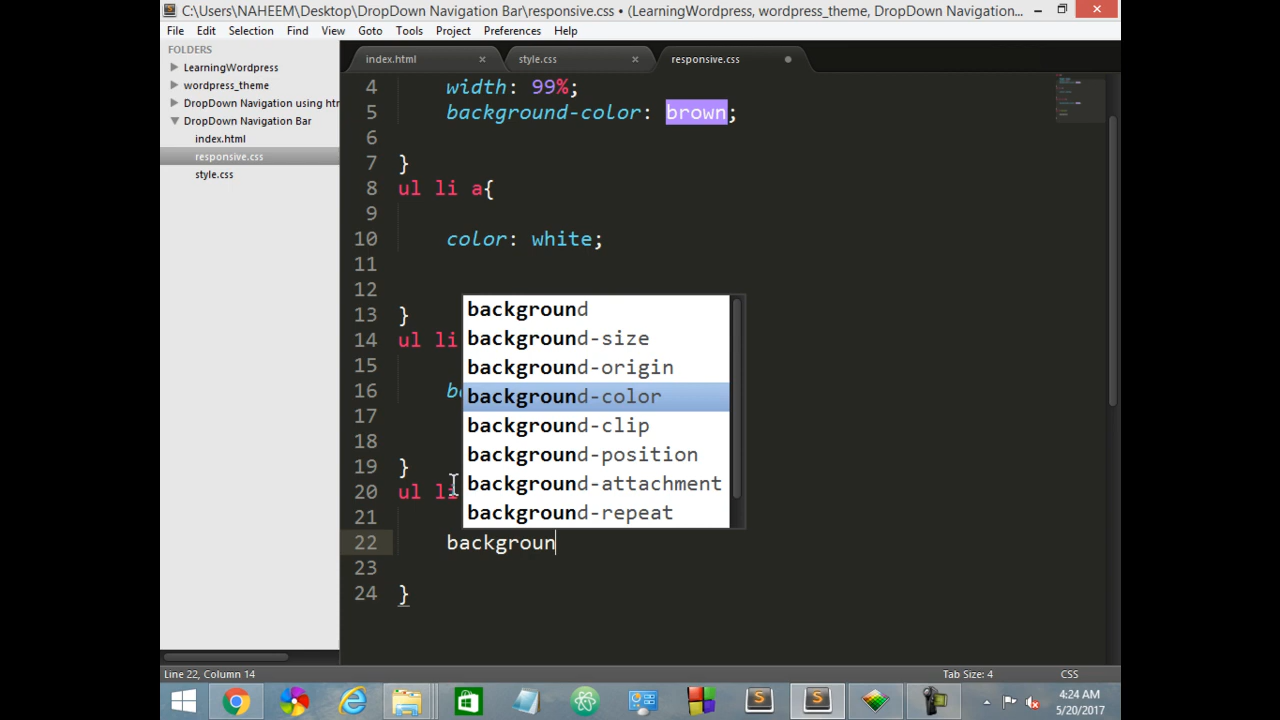 C:\Users\NAHEEM\Desktop\DropDown Navigation Bar\responsive.css • (LearningWordpress, wordpress_theme_DropDown Navigation...
File Edit Selection Find View Goto Tools Project Preferences Help
FOLDERS
LearningWordpress
wordpress_theme
DropDown Navigation using htm
DropDown Navigation Bar
index.html
responsive.css
style.css
index.html style.css responsive.css
4 width: 99%;
5 background-color: brown;
6
7 }
8 ul li a{
9
10 color: white;
11
12
13 }
14 ul li
15
16
17
18
19 }
20 ul li
21
22 backgroun
23
24 }
background
background-size
background-origin
background-color
background-clip
background-position
background-attachment
background-repeat
Line 22, Column 14 Tab Size: 4 CSS
4:24 AM
5/20/2017